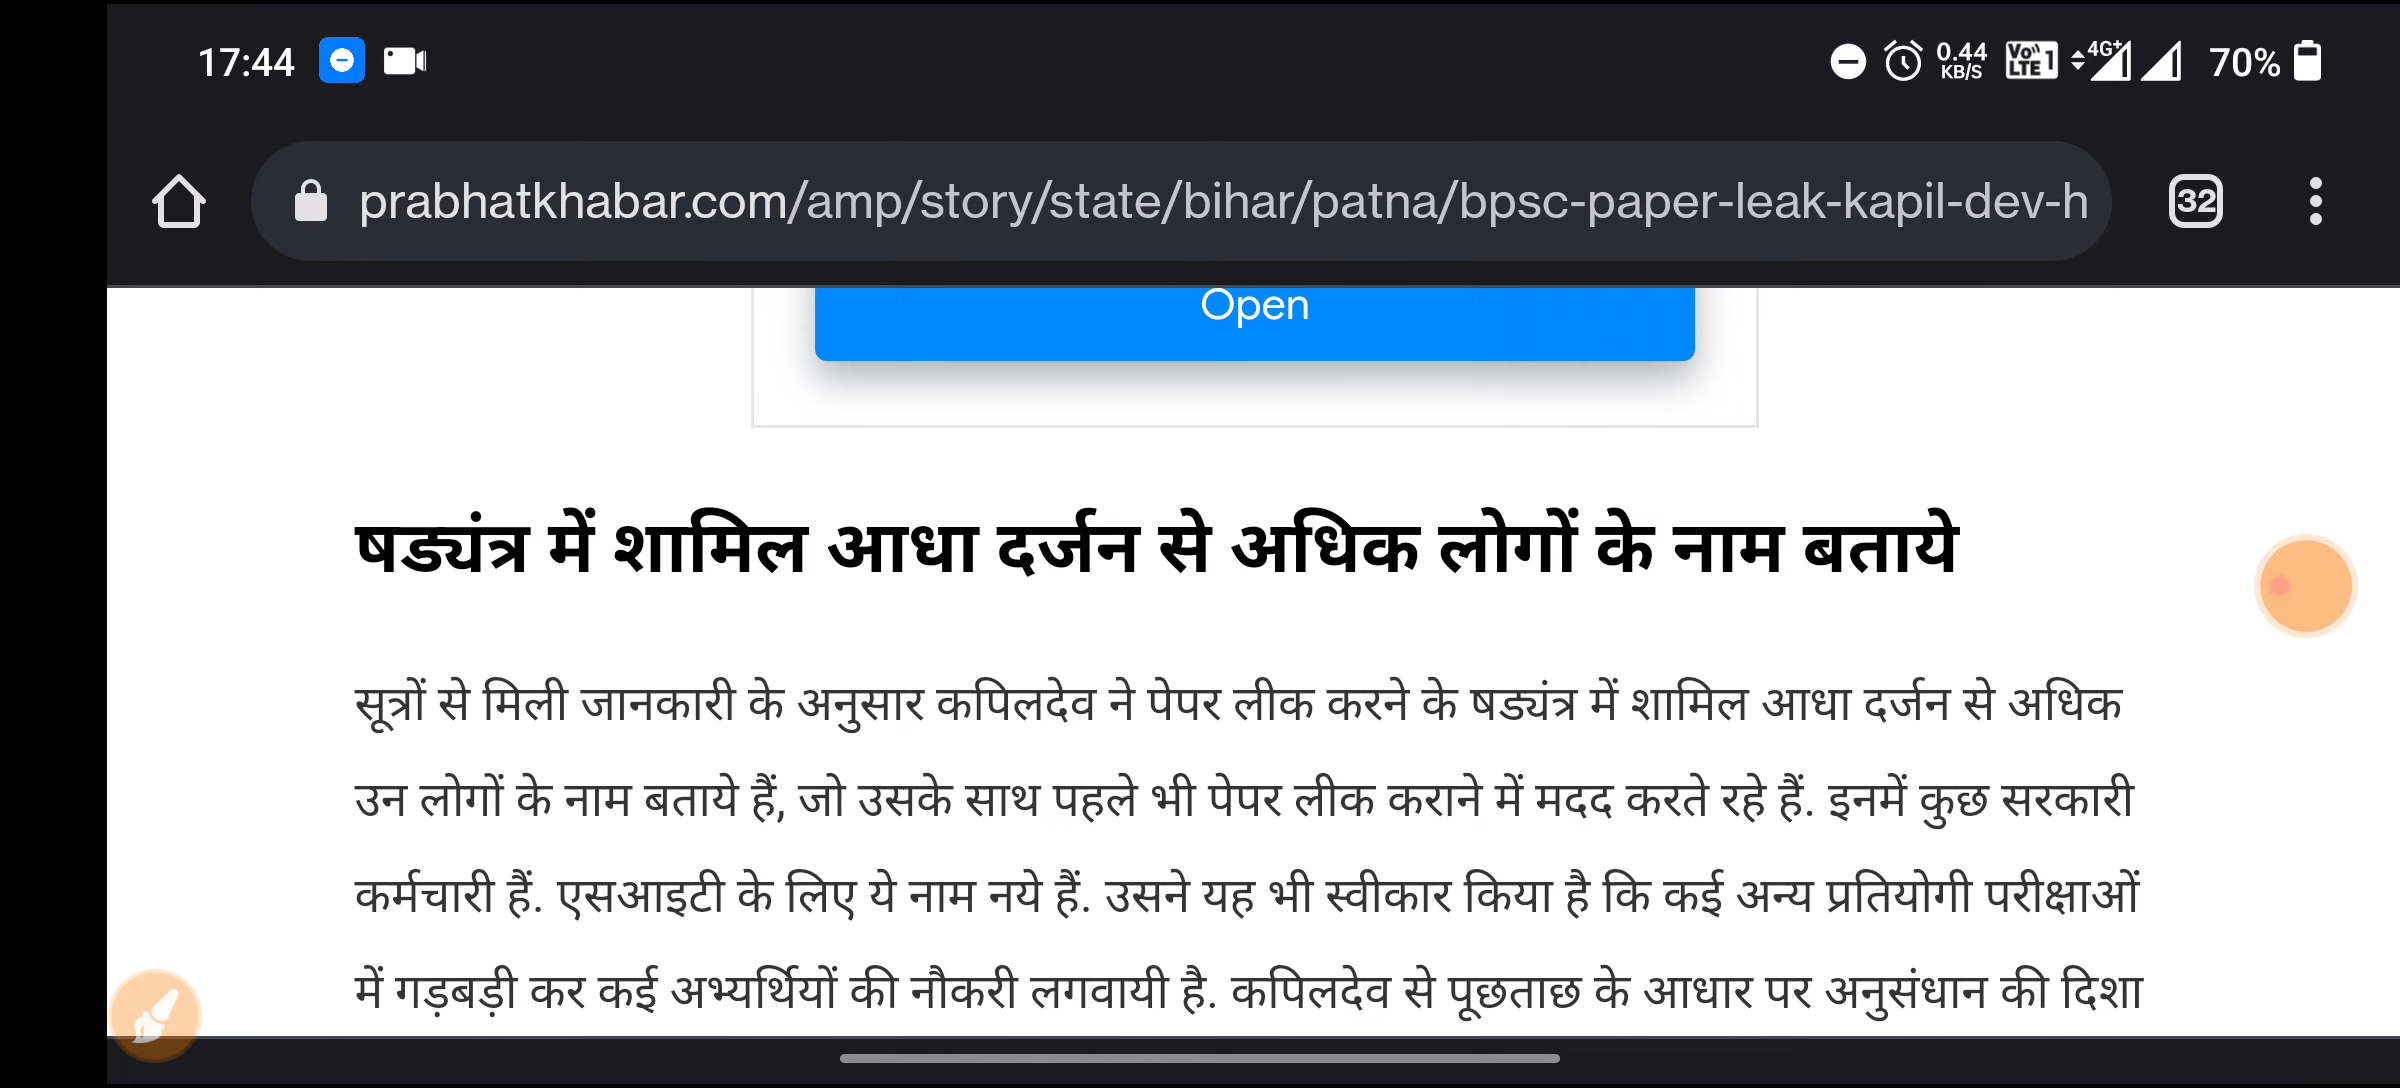 17:44
0.44 KB/S VoLTE 1 4G+ 70%
prabhatkhabar.com/amp/story/state/bihar/patna/bpsc-paper-leak-kapil-dev-h 32
Open
षड्यंत्र में शामिल आधा दर्जन से अधिक लोगों के नाम बताये
सूत्रों से मिली जानकारी के अनुसार कपिलदेव ने पेपर लीक करने के षड्यंत्र में शामिल आधा दर्जन से अधिक
उन लोगों के नाम बताये हैं, जो उसके साथ पहले भी पेपर लीक कराने में मदद करते रहे हैं. इनमें कुछ सरकारी
कर्मचारी हैं. एसआइटी के लिए ये नाम नये हैं. उसने यह भी स्वीकार किया है कि कई अन्य प्रतियोगी परीक्षाओं
में गड़बड़ी कर कई अभ्यर्थियों की नौकरी लगवायी है. कपिलदेव से पूछताछ के आधार पर अनुसंधान की दिशा